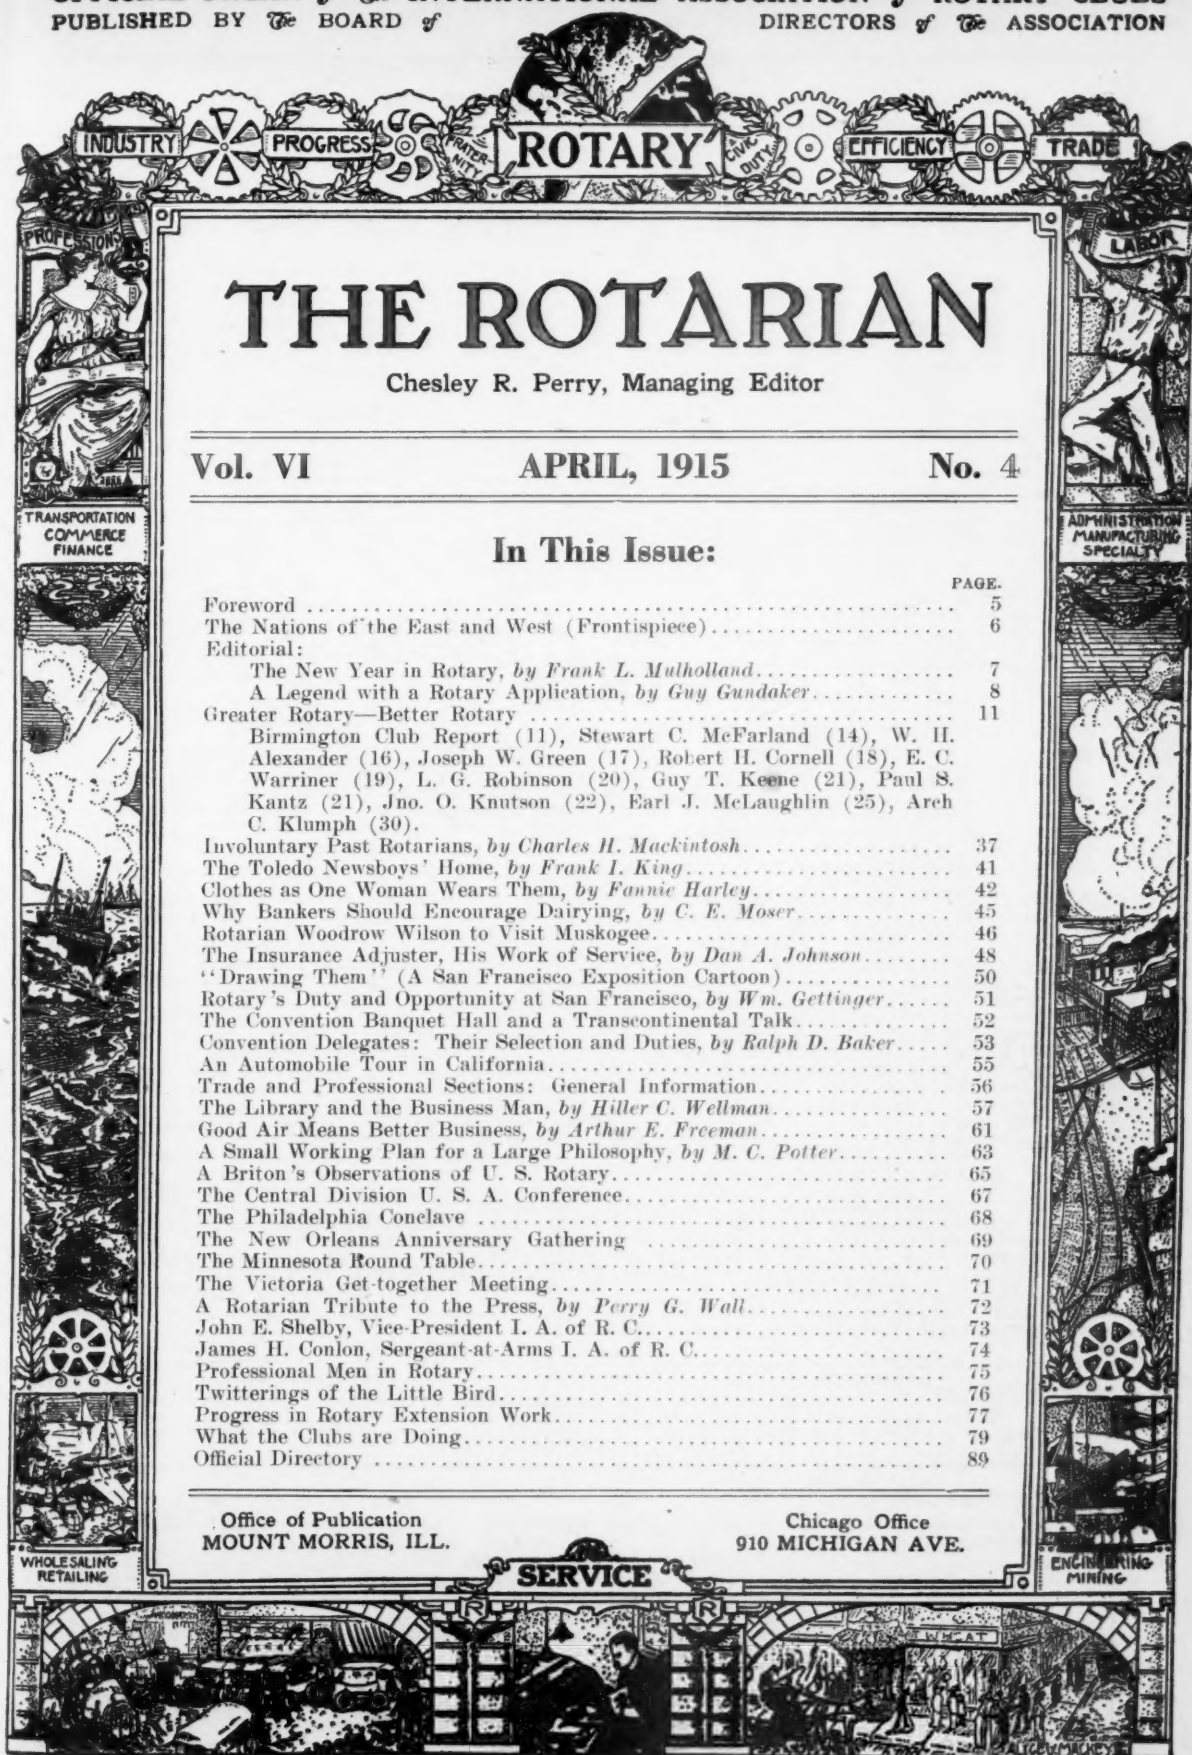 PUBLISHED BY The BOARD of DIRECTORS of The ASSOCIATION
INDUSTRY PROGRESS FRATER-NITY ROTARY CIVIC DUTY EFFICIENCY TRADE
PROFESSIONS
LABOR
THE ROTARIAN
Chesley R. Perry, Managing Editor
Vol. VI APRIL, 1915 No. 4
TRANSPORTATION
COMMERCE
FINANCE
ADMINISTRATION
MANUFACTURING
SPECIALTY
In This Issue:
PAGE.
Foreword 5
The Nations of the East and West (Frontispiece) 6
Editorial:
The New Year in Rotary, by Frank L. Mulholland 7
A Legend with a Rotary Application, by Guy Gundaker 8
Greater Rotary—Better Rotary 11
Birmington Club Report (11), Stewart C. McFarland (14), W. H.
Alexander (16), Joseph W. Green (17), Robert H. Cornell (18), E. C.
Warriner (19), L. G. Robinson (20), Guy T. Keene (21), Paul S.
Kantz (21), Jno. O. Knutson (22), Earl J. McLaughlin (25), Arch
C. Klumph (30).
Involuntary Past Rotarians, by Charles H. Mackintosh 37
The Toledo Newsboys' Home, by Frank I. King 41
Clothes as One Woman Wears Them, by Fannie Harley 42
Why Bankers Should Encourage Dairying, by C. E. Moser 45
Rotarian Woodrow Wilson to Visit Muskogee 46
The Insurance Adjuster, His Work of Service, by Dan A. Johnson 48
"Drawing Them" (A San Francisco Exposition Cartoon) 50
Rotary's Duty and Opportunity at San Francisco, by Wm. Gettinger 51
The Convention Banquet Hall and a Transcontinental Talk 52
Convention Delegates: Their Selection and Duties, by Ralph D. Baker 53
An Automobile Tour in California 55
Trade and Professional Sections: General Information 56
The Library and the Business Man, by Hiller C. Wellman 57
Good Air Means Better Business, by Arthur E. Freeman 61
A Small Working Plan for a Large Philosophy, by M. C. Potter 63
A Briton's Observations of U. S. Rotary 65
The Central Division U. S. A. Conference 67
The Philadelphia Conclave 68
The New Orleans Anniversary Gathering 69
The Minnesota Round Table 70
The Victoria Get-together Meeting 71
A Rotarian Tribute to the Press, by Perry G. Wall 72
John E. Shelby, Vice-President I. A. of R. C. 73
James H. Conlon, Sergeant-at-Arms I. A. of R. C. 74
Professional Men in Rotary 75
Twitterings of the Little Bird 76
Progress in Rotary Extension Work 77
What the Clubs are Doing 79
Official Directory 89
Office of Publication
MOUNT MORRIS, ILL.
Chicago Office
910 MICHIGAN AVE.
WHOLESALING
RETAILING
SERVICE
ENGINEERING
MINING
R R
WHEAT